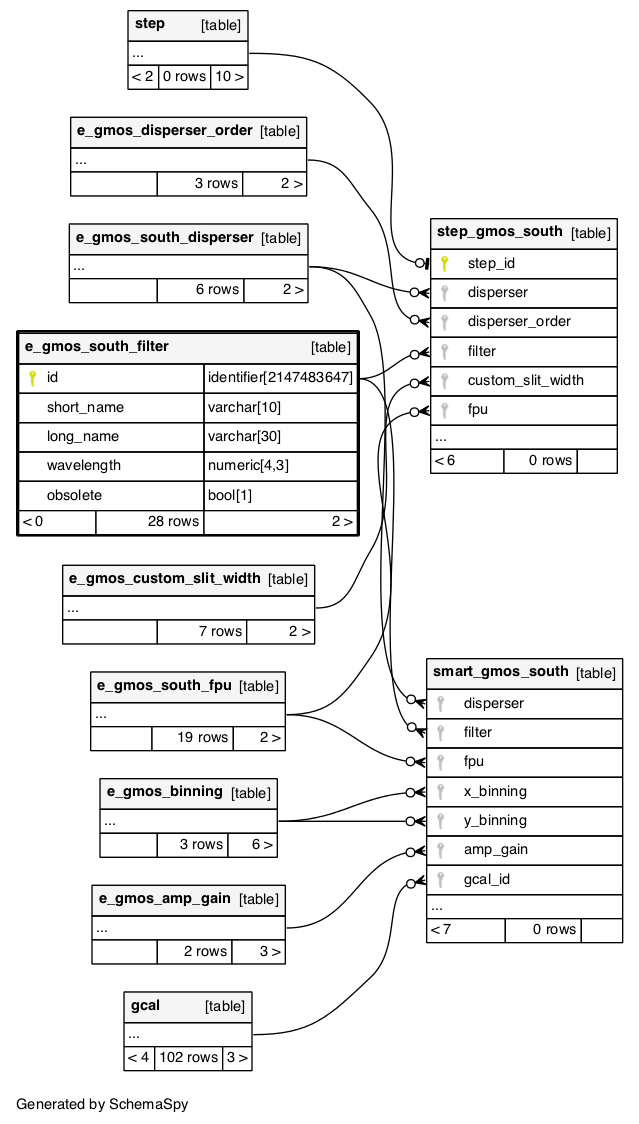 step [table]
...
< 2 0 rows 10 >
e_gmos_disperser_order [table]
...
3 rows 2 >
e_gmos_south_disperser [table]
...
6 rows 2 >
e_gmos_south_filter [table]
id identifier[2147483647]
short_name varchar[10]
long_name varchar[30]
wavelength numeric[4,3]
obsolete bool[1]
< 0 28 rows 2 >
e_gmos_custom_slit_width [table]
...
7 rows 2 >
e_gmos_south_fpu [table]
...
19 rows 2 >
e_gmos_binning [table]
...
3 rows 6 >
e_gmos_amp_gain [table]
...
2 rows 3 >
gcal [table]
...
< 4 102 rows 3 >
step_gmos_south [table]
step_id
disperser
disperser_order
filter
custom_slit_width
fpu
...
< 6 0 rows
smart_gmos_south [table]
disperser
filter
fpu
x_binning
y_binning
amp_gain
gcal_id
...
< 7 0 rows
Generated by SchemaSpy